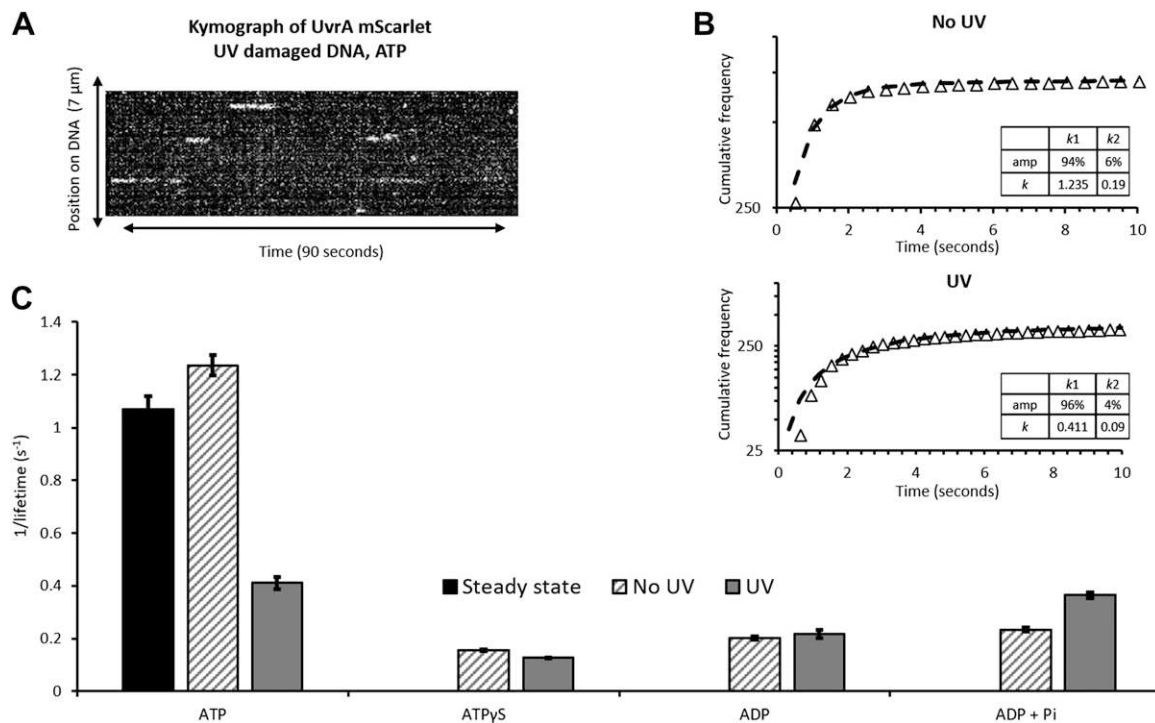 A
Kymograph of UvrA mScarlet
UV damaged DNA, ATP
Position on DNA (7 µm)
Time (90 seconds)
B
No UV
Cumulative frequency
250
k1 k2
amp 94% 6%
k 1.235 0.19
0 2 4 6 8 10
Time (seconds)
UV
Cumulative frequency
250
25
k1 k2
amp 96% 4%
k 0.411 0.09
0 2 4 6 8 10
Time (seconds)
C
1/lifetime (s⁻¹)
1.4
1.2
1
0.8
0.6
0.4
0.2
0
Steady state No UV UV
ATP ATPγS ADP ADP + Pi